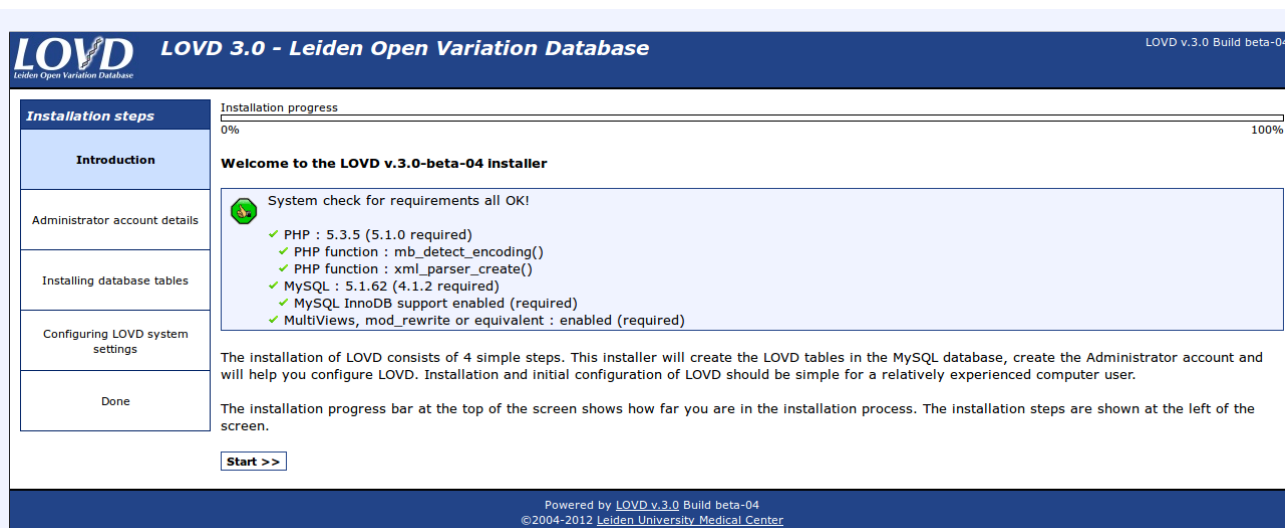 LOVD
Leiden Open Variation Database
LOVD 3.0 - Leiden Open Variation Database
LOVD v.3.0 Build beta-04
Installation steps
Introduction
Administrator account details
Installing database tables
Configuring LOVD system
settings
Done
Installation progress
0% 100%
Welcome to the LOVD v.3.0-beta-04 installer
System check for requirements all OK!
PHP : 5.3.5 (5.1.0 required)
PHP function : mb_detect_encoding()
PHP function : xml_parser_create()
MySQL : 5.1.62 (4.1.2 required)
MySQL InnoDB support enabled (required)
MultiViews, mod_rewrite or equivalent : enabled (required)
The installation of LOVD consists of 4 simple steps. This installer will create the LOVD tables in the MySQL database, create the Administrator account and
will help you configure LOVD. Installation and initial configuration of LOVD should be simple for a relatively experienced computer user.
The installation progress bar at the top of the screen shows how far you are in the installation process. The installation steps are shown at the left of the
screen.
Start >>
Powered by LOVD v.3.0 Build beta-04
©2004-2012 Leiden University Medical Center